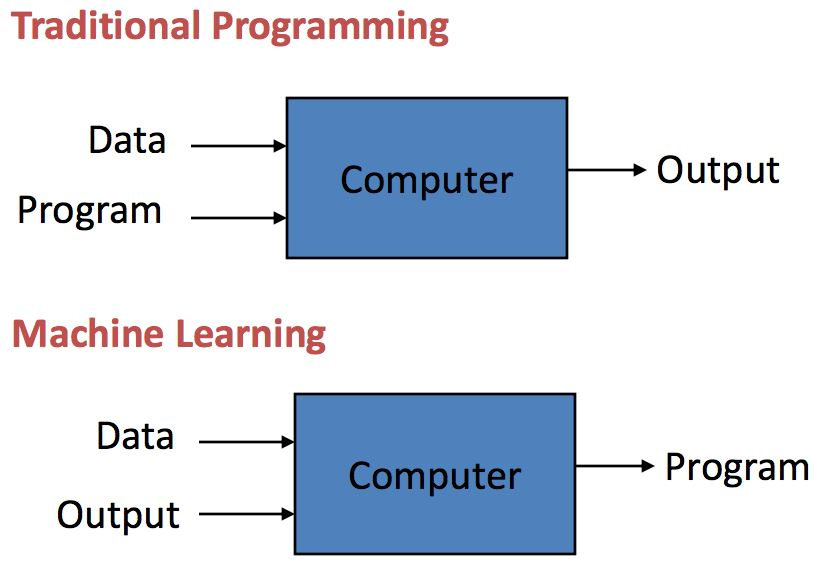 Traditional Programming
Data
Program
Computer
Output
Machine Learning
Data
Output
Computer
Program